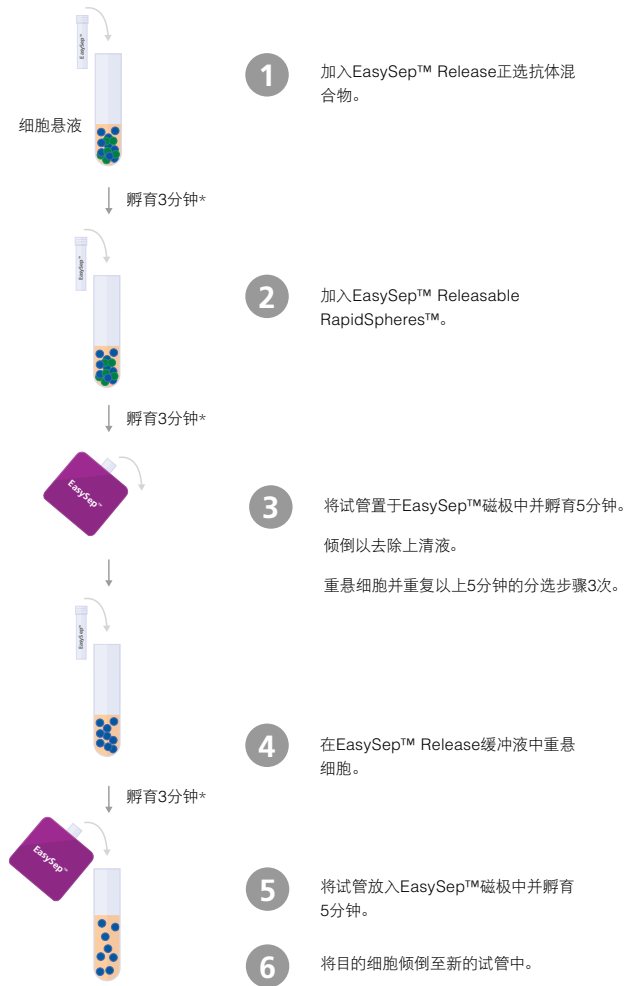 EasySep™
1
加入EasySep™ Release正选抗体混
合物。
细胞悬液
孵育3分钟*
EasySep™
2
加入EasySep™ Releasable
RapidSpheres™。
孵育3分钟*
EasySep™
3
将试管置于EasySep™磁极中并孵育5分钟。
倾倒以去除上清液。
重悬细胞并重复以上5分钟的分选步骤3次。
EasySep™
4
在EasySep™ Release缓冲液中重悬
细胞。
孵育3分钟*
EasySep™
5
将试管放入EasySep™磁极中并孵育
5分钟。
6
将目的细胞倾倒至新的试管中。